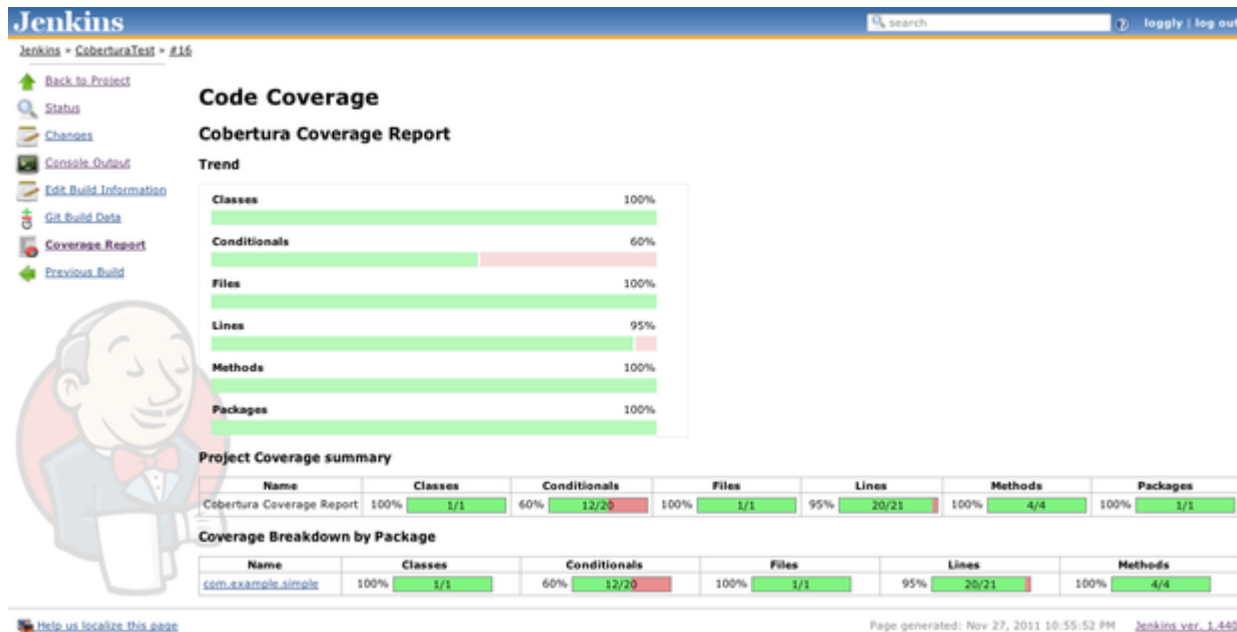 Jenkins
search
loggly | log out
Jenkins » CoberturaTest » #16
Back to Project
Status
Changes
Console Output
Edit Build Information
Git Build Data
Coverage Report
Previous Build
Code Coverage
Cobertura Coverage Report
Trend
Classes 100%
Conditionals 60%
Files 100%
Lines 95%
Methods 100%
Packages 100%
Project Coverage summary
Name Classes Conditionals Files Lines Methods Packages
Cobertura Coverage Report 100% 1/1 60% 12/20 100% 1/1 95% 20/21 100% 4/4 100% 1/1
Coverage Breakdown by Package
Name Classes Conditionals Files Lines Methods
com.example.simple 100% 1/1 60% 12/20 100% 1/1 95% 20/21 100% 4/4
Help us localize this page Page generated: Nov 27, 2011 10:55:52 PM Jenkins ver. 1.440